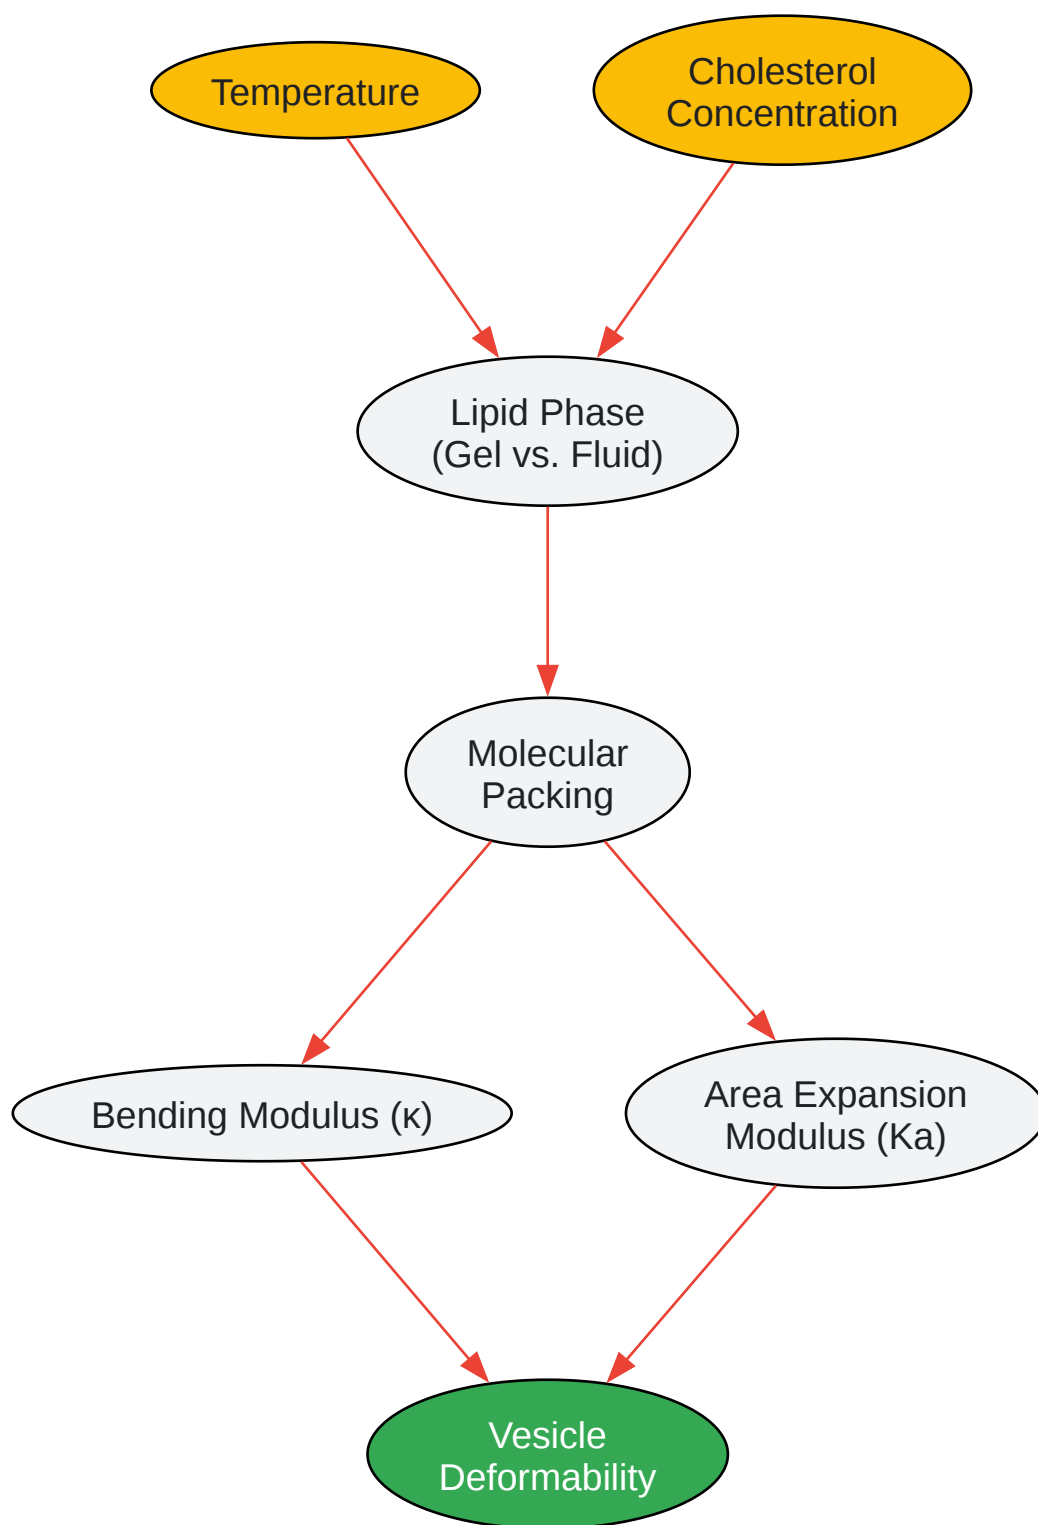 Temperature
Cholesterol
Concentration
Lipid Phase
(Gel vs. Fluid)
Molecular
Packing
Bending Modulus (κ)
Area Expansion
Modulus (Ka)
Vesicle
Deformability